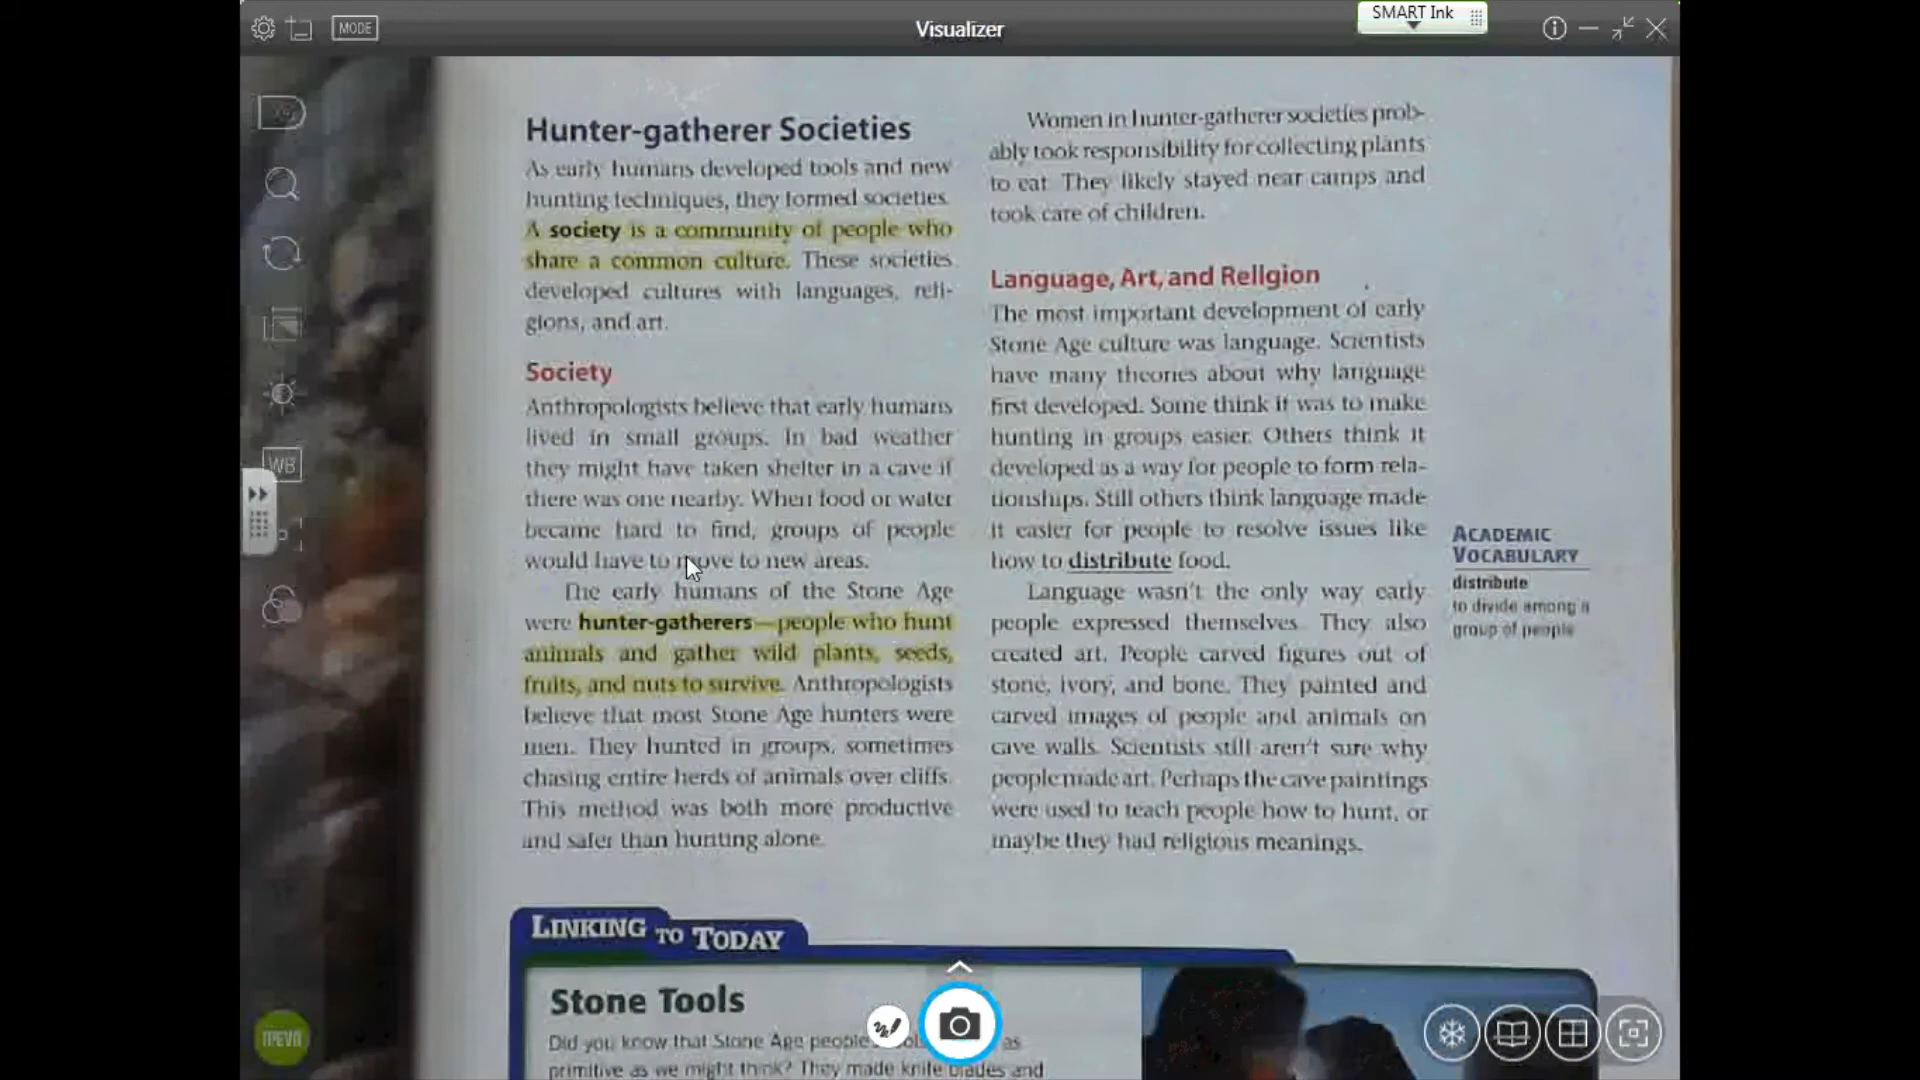 MODE
Visualizer
SMART Ink
Hunter-gatherer Societies
As early humans developed tools and new
hunting techniques, they formed societies.
A society is a community of people who
share a common culture. These societies
developed cultures with languages, reli-
gions, and art.
Society
Anthropologists believe that early humans
lived in small groups. In bad weather
they might have taken shelter in a cave if
there was one nearby. When food or water
became hard to find, groups of people
would have to move to new areas.
The early humans of the Stone Age
were hunter-gatherers—people who hunt
animals and gather wild plants, seeds,
fruits, and nuts to survive. Anthropologists
believe that most Stone Age hunters were
men. They hunted in groups, sometimes
chasing entire herds of animals over cliffs.
This method was both more productive
and safer than hunting alone.
Women in hunter-gatherer societies prob-
ably took responsibility for collecting plants
to eat. They likely stayed near camps and
took care of children.
Language, Art, and Religion
The most important development of early
Stone Age culture was language. Scientists
have many theories about why language
first developed. Some think it was to make
hunting in groups easier. Others think it
developed as a way for people to form rela-
tionships. Still others think language made
it easier for people to resolve issues like
how to distribute food.
Language wasn't the only way early
people expressed themselves. They also
created art. People carved figures out of
stone, ivory, and bone. They painted and
carved images of people and animals on
cave walls. Scientists still aren't sure why
people made art. Perhaps the cave paintings
were used to teach people how to hunt, or
maybe they had religious meanings.
ACADEMIC
VOCABULARY
distribute
to divide among a
group of people
LINKING TO TODAY
Stone Tools
Did you know that Stone Age people's as
primitive as we might think? They made knife blades and
WB
IPEVO